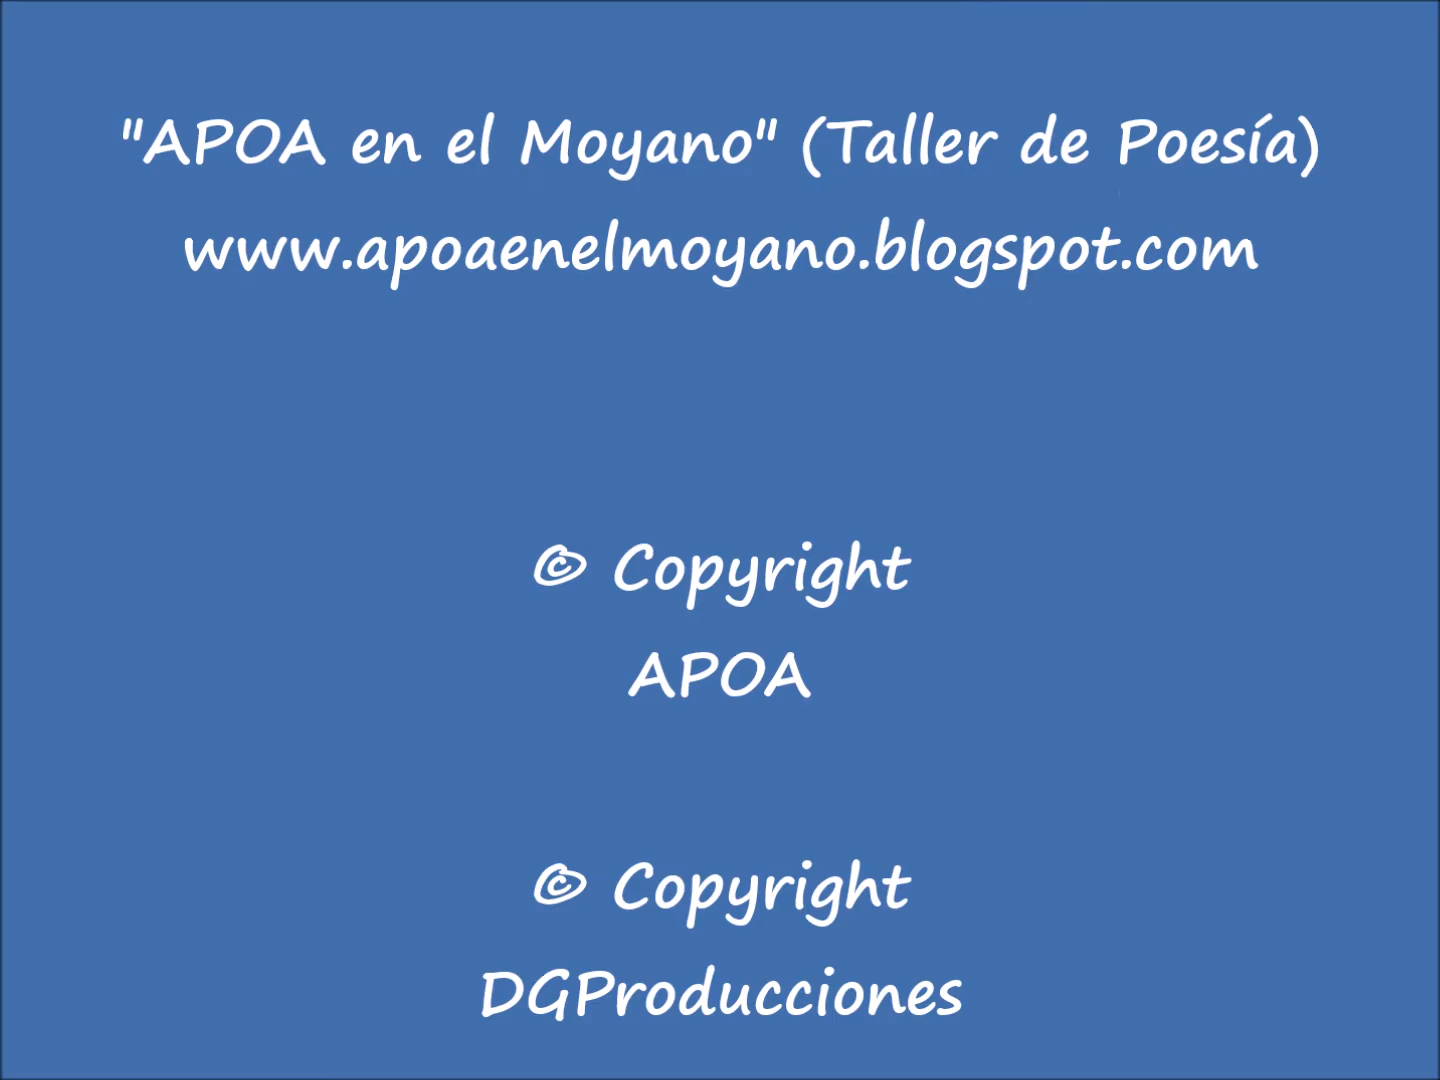 "APOA en el Moyano" (Taller de Poesía)
www.apoaenelmoyano.blogspot.com
© Copyright
APOA
© Copyright
DGProducciones